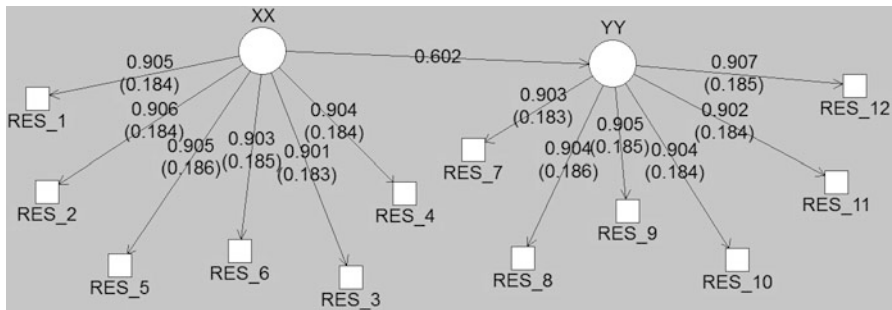 XX
YY
0.602
0.905
(0.184)
RES_1
0.906
(0.184)
RES_2
0.905
(0.186)
RES_5
0.903
(0.185)
RES_6
0.901
(0.183)
RES_3
0.904
(0.184)
RES_4
0.903
(0.183)
RES_7
0.904
(0.186)
RES_8
0.905
(0.185)
RES_9
0.904
(0.184)
RES_10
0.902
(0.184)
RES_11
0.907
(0.185)
RES_12